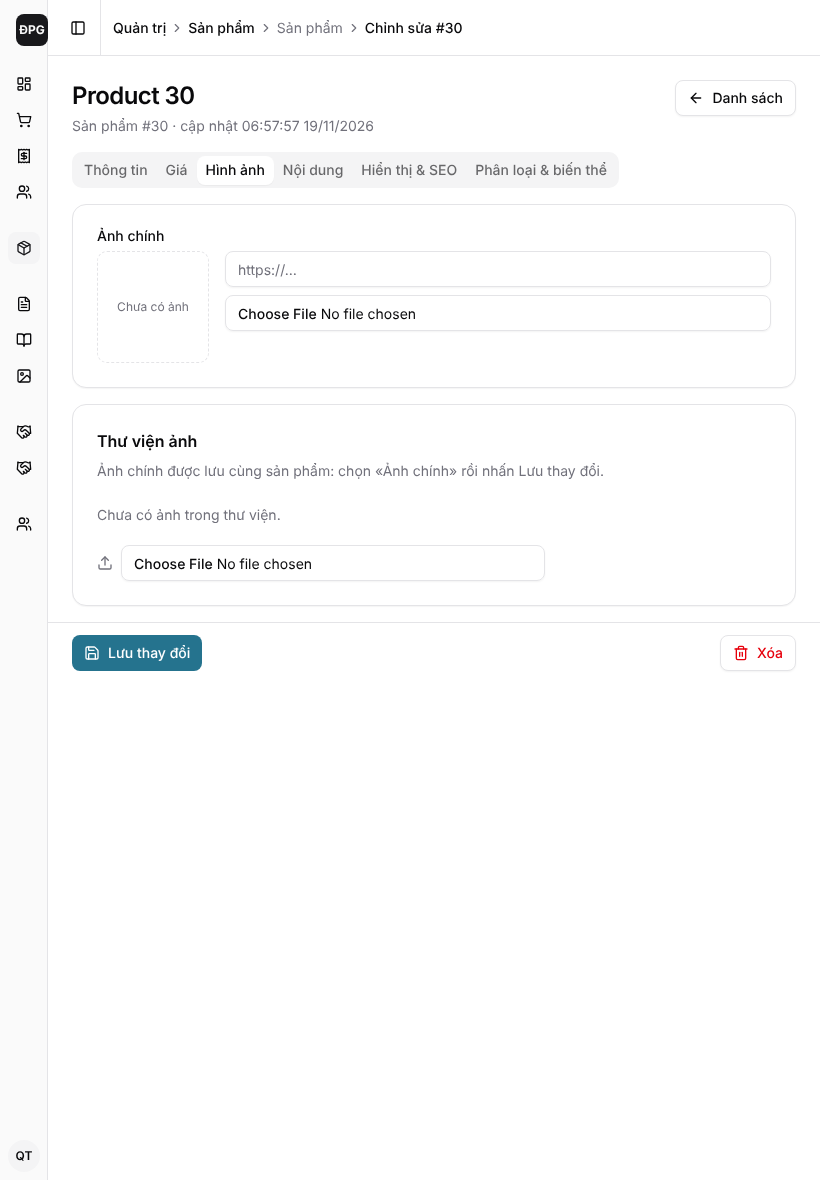 ĐPG
Quản trị > Sản phẩm > Sản phẩm > Chỉnh sửa #30
Product 30
Sản phẩm #30 · cập nhật 06:57:57 19/11/2026
Danh sách
Thông tin Giá Hình ảnh Nội dung Hiển thị & SEO Phân loại & biến thể
Ảnh chính
Chưa có ảnh
https://...
Choose File No file chosen
Thư viện ảnh
Ảnh chính được lưu cùng sản phẩm: chọn «Ảnh chính» rồi nhấn Lưu thay đổi.
Chưa có ảnh trong thư viện.
Choose File No file chosen
Lưu thay đổi
Xóa
QT